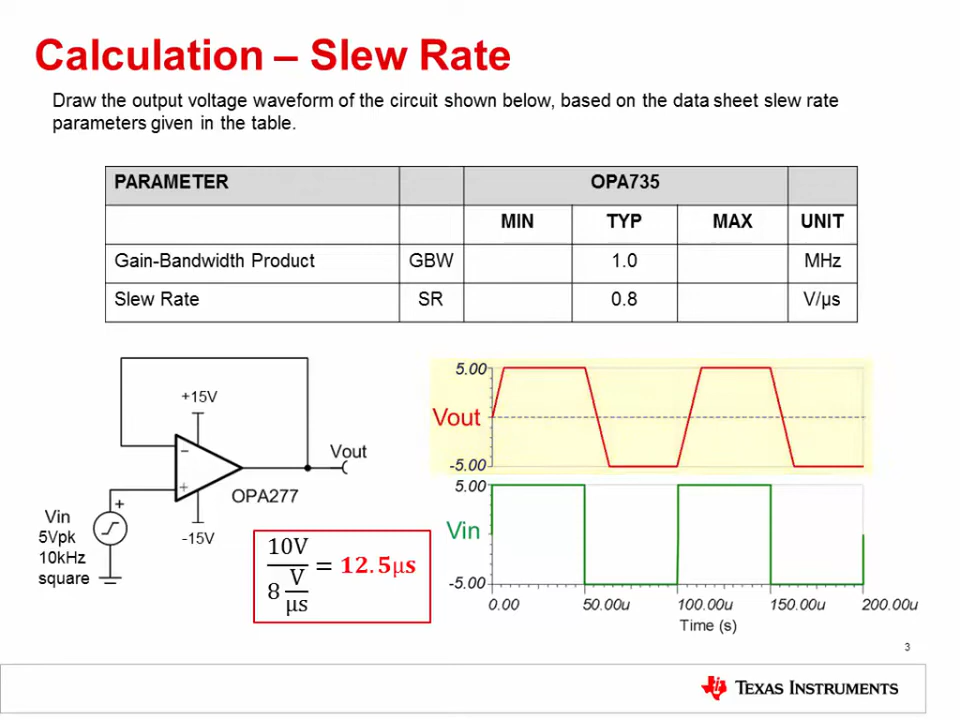 Calculation – Slew Rate
Draw the output voltage waveform of the circuit shown below, based on the data sheet slew rate
parameters given in the table.
PARAMETER OPA735
MIN TYP MAX UNIT
Gain-Bandwidth Product GBW 1.0 MHz
Slew Rate SR 0.8 V/µs
+15V
−
+
-15V
OPA277
Vout
+
Vin
5Vpk
10kHz
square
10V
8 V
µs
= 12.5µs
5.00
Vout
-5.00
5.00
Vin
-5.00
0.00 50.00u 100.00u 150.00u 200.00u
Time (s)
3
TEXAS INSTRUMENTS